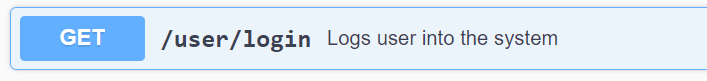 GET /user/login Logs user into the system